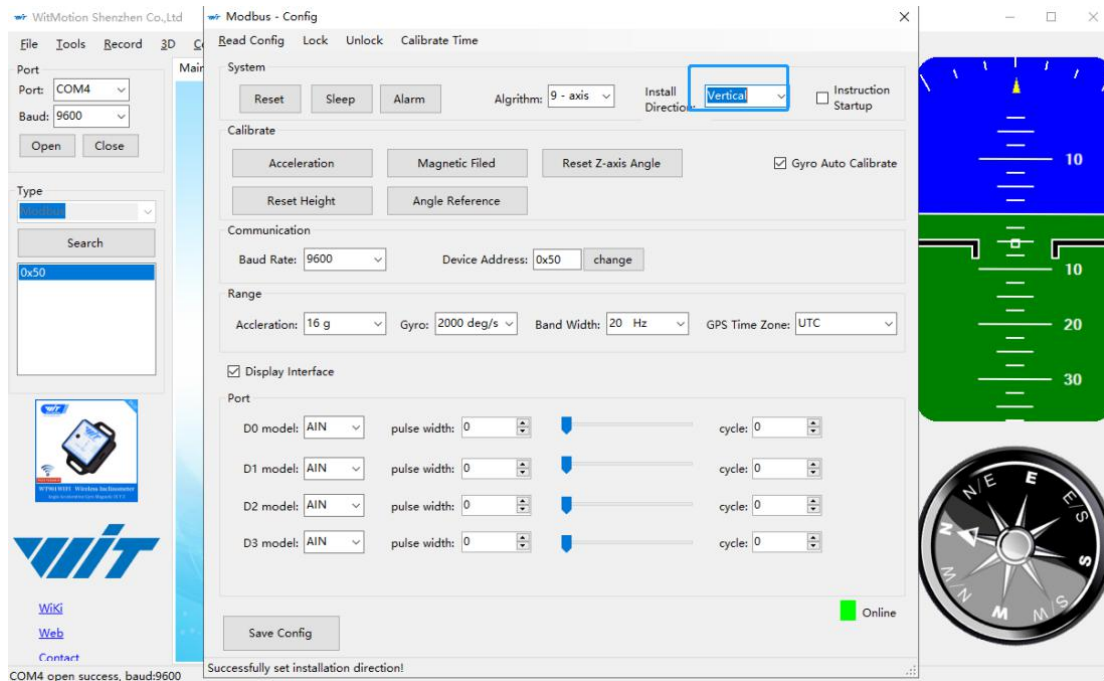 WitMotion Shenzhen Co.,Ltd
File Tools Record 3D
Port
Port: COM4
Baud: 9600
Open Close
Type
Modbus
Search
0x50
WIT
WiT
WiKi
Web
Contact
COM4 open success, baud:9600
Modbus - Config
Read Config Lock Unlock Calibrate Time
System
Reset Sleep Alarm Algrithm: 9 - axis Install Direction: Vertical Instruction Startup
Calibrate
Acceleration Magnetic Filed Reset Z-axis Angle Gyro Auto Calibrate
Reset Height Angle Reference
Communication
Baud Rate: 9600 Device Address: 0x50 change
Range
Accleration: 16 g Gyro: 2000 deg/s Band Width: 20 Hz GPS Time Zone: UTC
Display Interface
Port
D0 model: AIN pulse width: 0 cycle: 0
D1 model: AIN pulse width: 0 cycle: 0
D2 model: AIN pulse width: 0 cycle: 0
D3 model: AIN pulse width: 0 cycle: 0
Online
Save Config
Successfully set installation direction!
10
10
20
30
N/E E E/S
N S
W/N W W/S